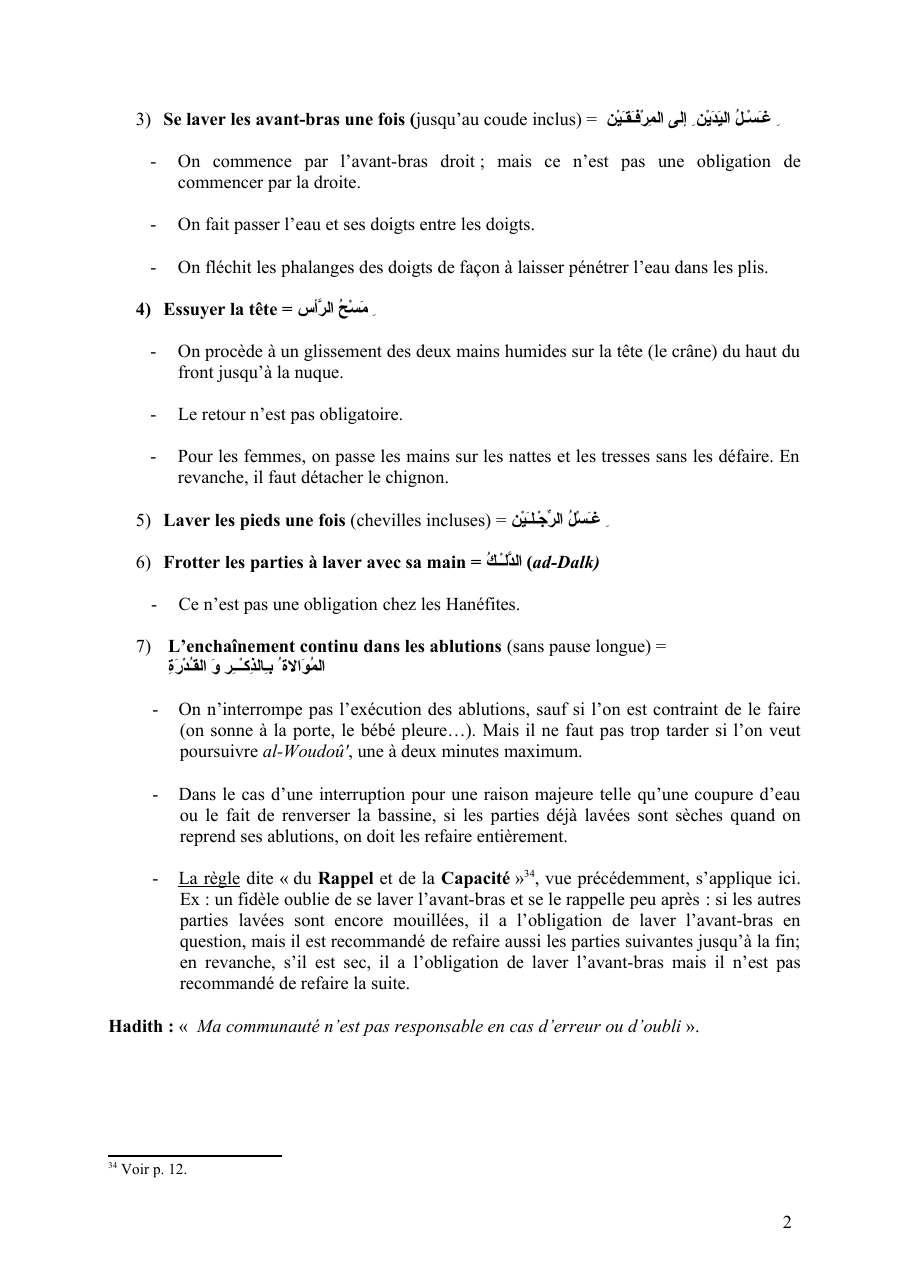 3) Se laver les avant-bras une fois (jusqu’au coude inclus) = غَـسْـلُ اليَدَيْنِ إلى المِرْفَـقَـيْنِ
- On commence par l’avant-bras droit ; mais ce n’est pas une obligation de
commencer par la droite.
- On fait passer l’eau et ses doigts entre les doigts.
- On fléchit les phalanges des doigts de façon à laisser pénétrer l’eau dans les plis.
4) Essuyer la tête = مَسْحُ الرَّأسِ
- On procède à un glissement des deux mains humides sur la tête (le crâne) du haut du
front jusqu’à la nuque.
- Le retour n’est pas obligatoire.
- Pour les femmes, on passe les mains sur les nattes et les tresses sans les défaire. En
revanche, il faut détacher le chignon.
5) Laver les pieds une fois (chevilles incluses) = غَـسْلُ الرِّجْـلَـيْنِ
6) Frotter les parties à laver avec sa main = الدَّلْـكُ (ad-Dalk)
- Ce n’est pas une obligation chez les Hanéfites.
7) L’enchaînement continu dans les ablutions (sans pause longue) =
المُوَالاةُ بـِالذِكْـرِ وَ القـُدْرَةِ
- On n’interrompe pas l’exécution des ablutions, sauf si l’on est contraint de le faire
(on sonne à la porte, le bébé pleure…). Mais il ne faut pas trop tarder si l’on veut
poursuivre al-Woudoû', une à deux minutes maximum.
- Dans le cas d’une interruption pour une raison majeure telle qu’une coupure d’eau
ou le fait de renverser la bassine, si les parties déjà lavées sont sèches quand on
reprend ses ablutions, on doit les refaire entièrement.
- La règle dite « du Rappel et de la Capacité »34, vue précédemment, s’applique ici.
Ex : un fidèle oublie de se laver l’avant-bras et se le rappelle peu après : si les autres
parties lavées sont encore mouillées, il a l’obligation de laver l’avant-bras en
question, mais il est recommandé de refaire aussi les parties suivantes jusqu’à la fin;
en revanche, s’il est sec, il a l’obligation de laver l’avant-bras mais il n’est pas
recommandé de refaire la suite.
Hadith : « Ma communauté n’est pas responsable en cas d’erreur ou d’oubli ».
34 Voir p. 12.
2